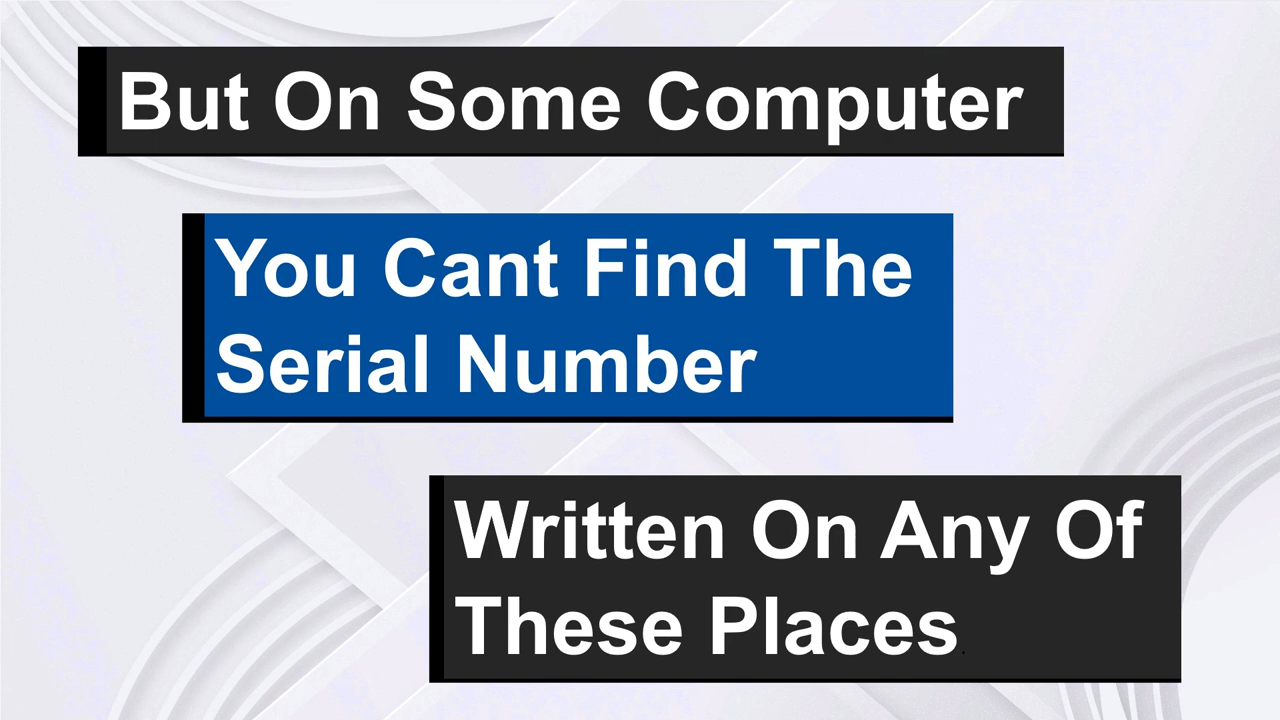 But On Some Computer
You Cant Find The
Serial Number
Written On Any Of
These Places.